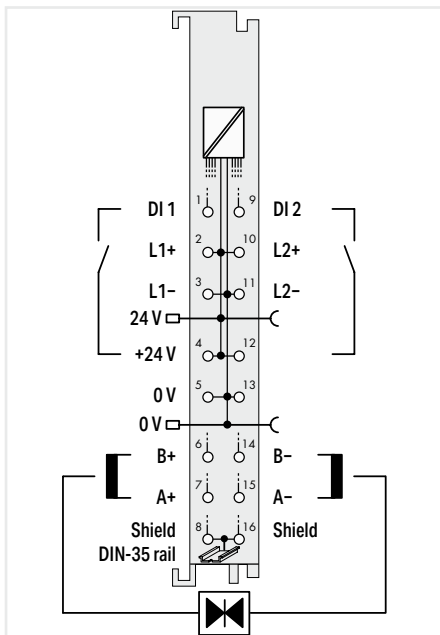 1 9
DI 1 DI 2
2 10
L1+ L2+
3 11
L1− L2−
24 V
4 12
+24 V
5 13
0 V
0 V
6 14
B+ B−
7 15
A+ A−
8 16
Shield Shield
DIN-35 rail